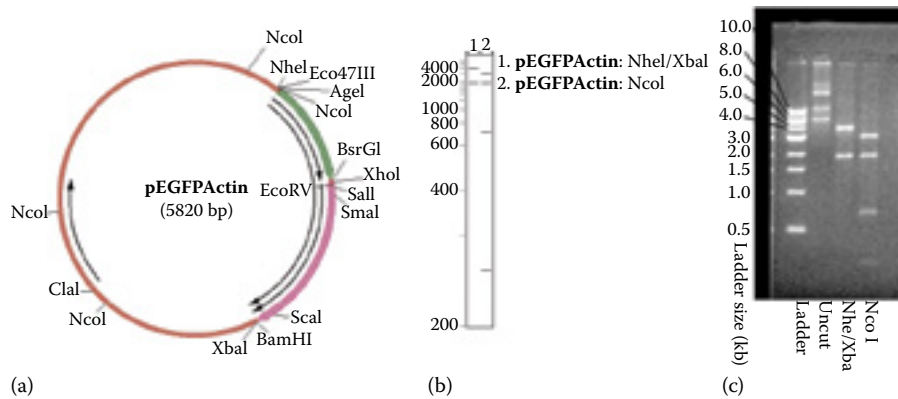 NcoI
NheI
Eco47III
AgeI
NcoI
BsrGI
XhoI
EcoRV
SalI
SmaI
pEGFPActin
(5820 bp)
NcoI
ClaI
NcoI
ScaI
XbaI
BamHI
(a)
1 2
4000
2000
1000
800
600
400
200
1. pEGFPActin: NheI/XbaI
2. pEGFPActin: NcoI
(b)
10.0
8.0
6.0
5.0
4.0
3.0
2.0
1.5
1.0
0.5
Ladder size (kb)
Ladder
Uncut
Nhe/Xba
Nco I
(c)